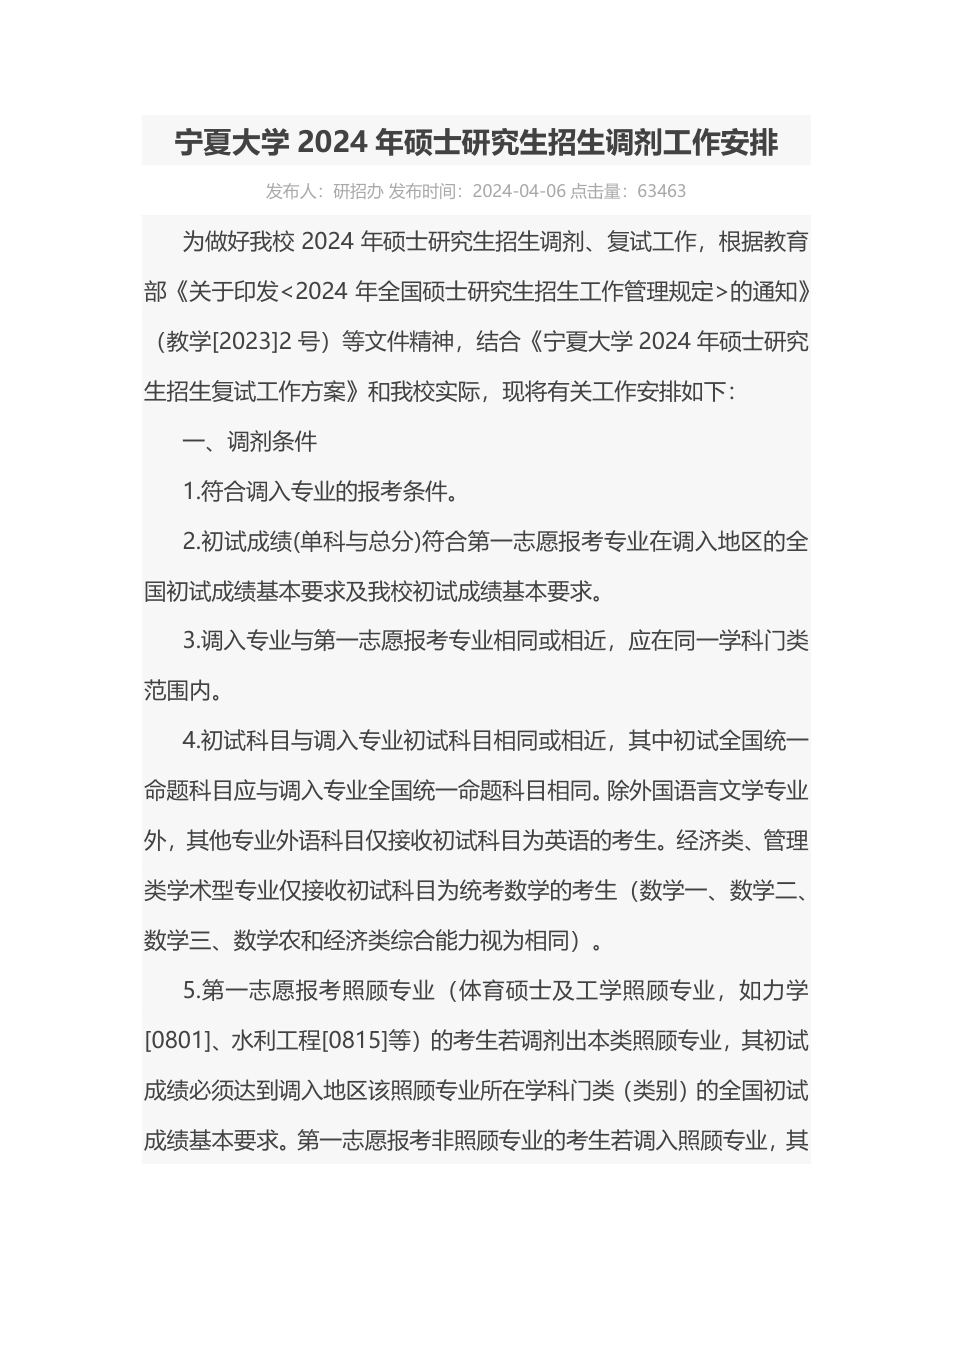 宁夏大学 2024 年硕士研究生招生调剂工作安排
发布人：研招办 发布时间：2024-04-06 点击量：63463
为做好我校 2024 年硕士研究生招生调剂、复试工作，根据教育
部《关于印发<2024 年全国硕士研究生招生工作管理规定>的通知》
（教学[2023]2 号）等文件精神，结合《宁夏大学 2024 年硕士研究
生招生复试工作方案》和我校实际，现将有关工作安排如下：
一、调剂条件
1.符合调入专业的报考条件。
2.初试成绩(单科与总分)符合第一志愿报考专业在调入地区的全
国初试成绩基本要求及我校初试成绩基本要求。
3.调入专业与第一志愿报考专业相同或相近，应在同一学科门类
范围内。
4.初试科目与调入专业初试科目相同或相近，其中初试全国统一
命题科目应与调入专业全国统一命题科目相同。除外国语言文学专业
外，其他专业外语科目仅接收初试科目为英语的考生。经济类、管理
类学术型专业仅接收初试科目为统考数学的考生（数学一、数学二、
数学三、数学农和经济类综合能力视为相同）。
5.第一志愿报考照顾专业（体育硕士及工学照顾专业，如力学
[0801]、水利工程[0815]等）的考生若调剂出本类照顾专业，其初试
成绩必须达到调入地区该照顾专业所在学科门类（类别）的全国初试
成绩基本要求。第一志愿报考非照顾专业的考生若调入照顾专业，其